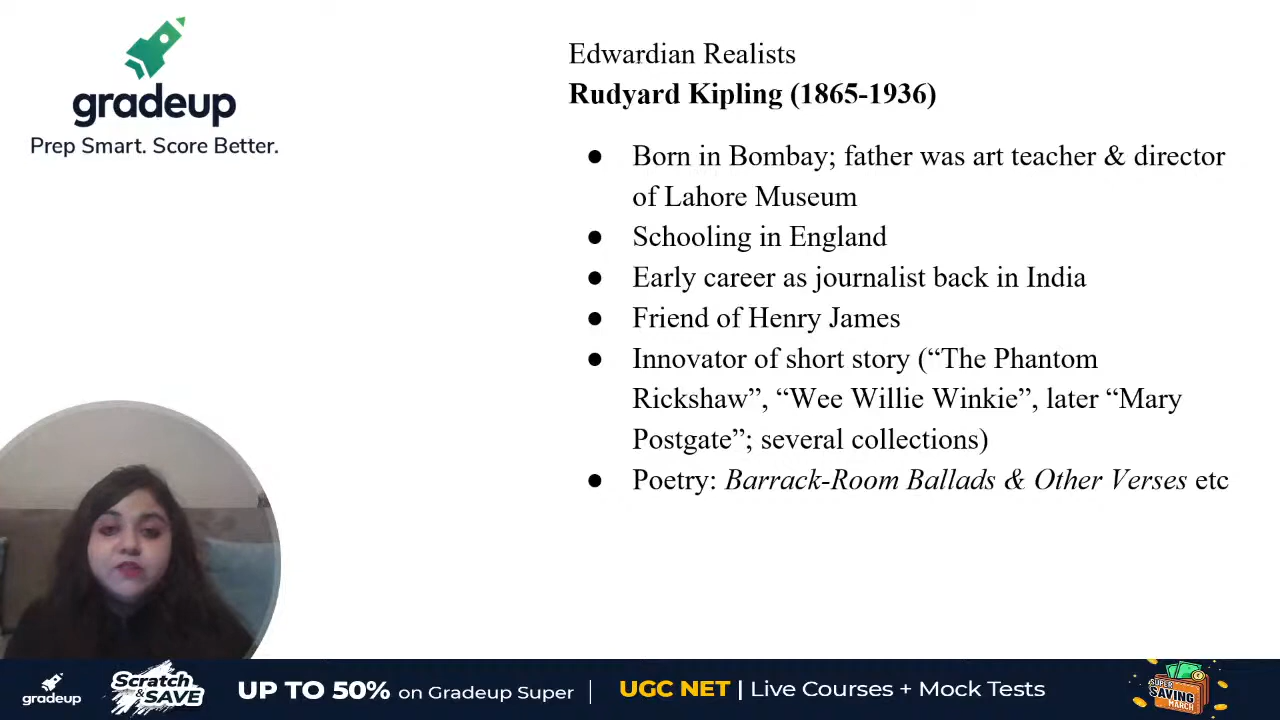 gradeup
Prep Smart. Score Better.
Edwardian Realists
Rudyard Kipling (1865-1936)
● Born in Bombay; father was art teacher & director
of Lahore Museum
● Schooling in England
● Early career as journalist back in India
● Friend of Henry James
● Innovator of short story (“The Phantom
Rickshaw”, “Wee Willie Winkie”, later “Mary
Postgate”; several collections)
● Poetry: Barrack-Room Ballads & Other Verses etc
gradeup
Scratch & SAVE
UP TO 50% on Gradeup Super
UGC NET | Live Courses + Mock Tests
SUPER
SAVING
MARCH